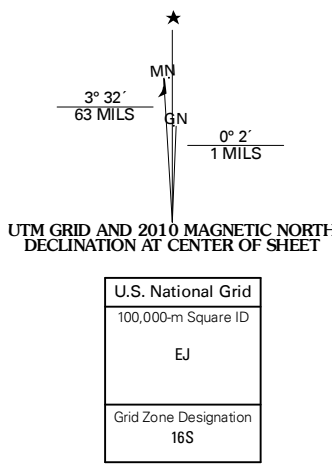 MN
3° 32´
63 MILS
GN
0° 2´
1 MILS
UTM GRID AND 2010 MAGNETIC NORTH
DECLINATION AT CENTER OF SHEET
U.S. National Grid
100,000-m Square ID
EJ
Grid Zone Designation
16S